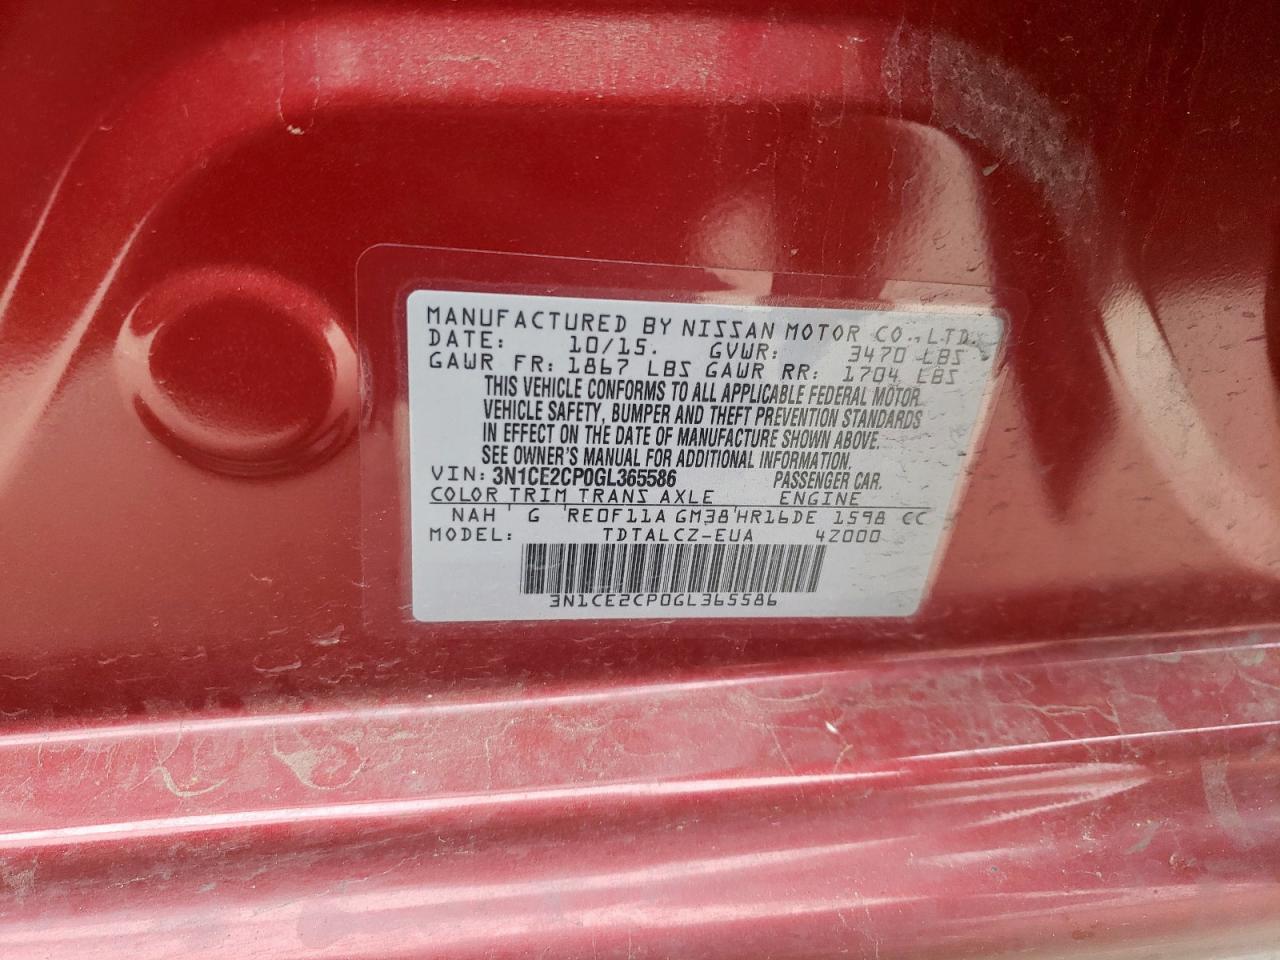 MANUFACTURED BY NISSAN MOTOR CO., LTD.
DATE: 10/15. GVWR: 3470 LBS
GAWR FR: 1867 LBS GAWR RR: 1704 LBS
THIS VEHICLE CONFORMS TO ALL APPLICABLE FEDERAL MOTOR
VEHICLE SAFETY, BUMPER AND THEFT PREVENTION STANDARDS
IN EFFECT ON THE DATE OF MANUFACTURE SHOWN ABOVE.
SEE OWNER'S MANUAL FOR ADDITIONAL INFORMATION.
VIN: 3N1CE2CP0GL365586 PASSENGER CAR.
COLOR TRIM TRANS AXLE ENGINE
NAH G RE0F11A GM38 HR16DE 1598 CC
MODEL: TDTALCZ-EUA 4Z000
3N1CE2CP0GL365586